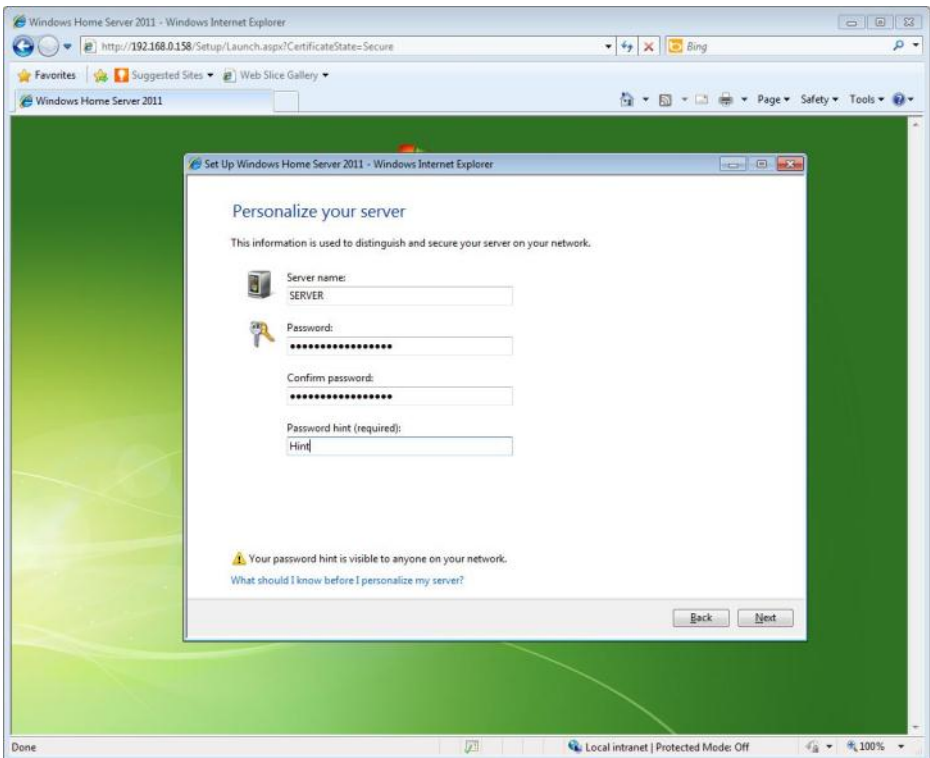 Windows Home Server 2011 - Windows Internet Explorer
http://192.168.0.158/Setup/Launch.aspx?CertificateState=Secure
Bing
Favorites Suggested Sites Web Slice Gallery
Windows Home Server 2011 Page Safety Tools
Set Up Windows Home Server 2011 - Windows Internet Explorer
Personalize your server
This information is used to distinguish and secure your server on your network.
Server name:
SERVER
Password:
•••••••••••••••••
Confirm password:
•••••••••••••••••
Password hint (required):
Hint
Your password hint is visible to anyone on your network.
What should I know before I personalize my server?
Back Next
Done Local intranet | Protected Mode: Off 100%